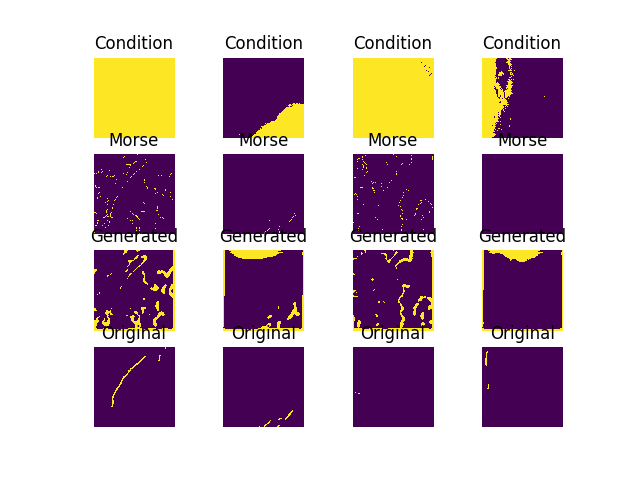 Condition Condition Condition Condition
Morse Morse Morse Morse
Generated Generated Generated Generated
Original Original Original Original